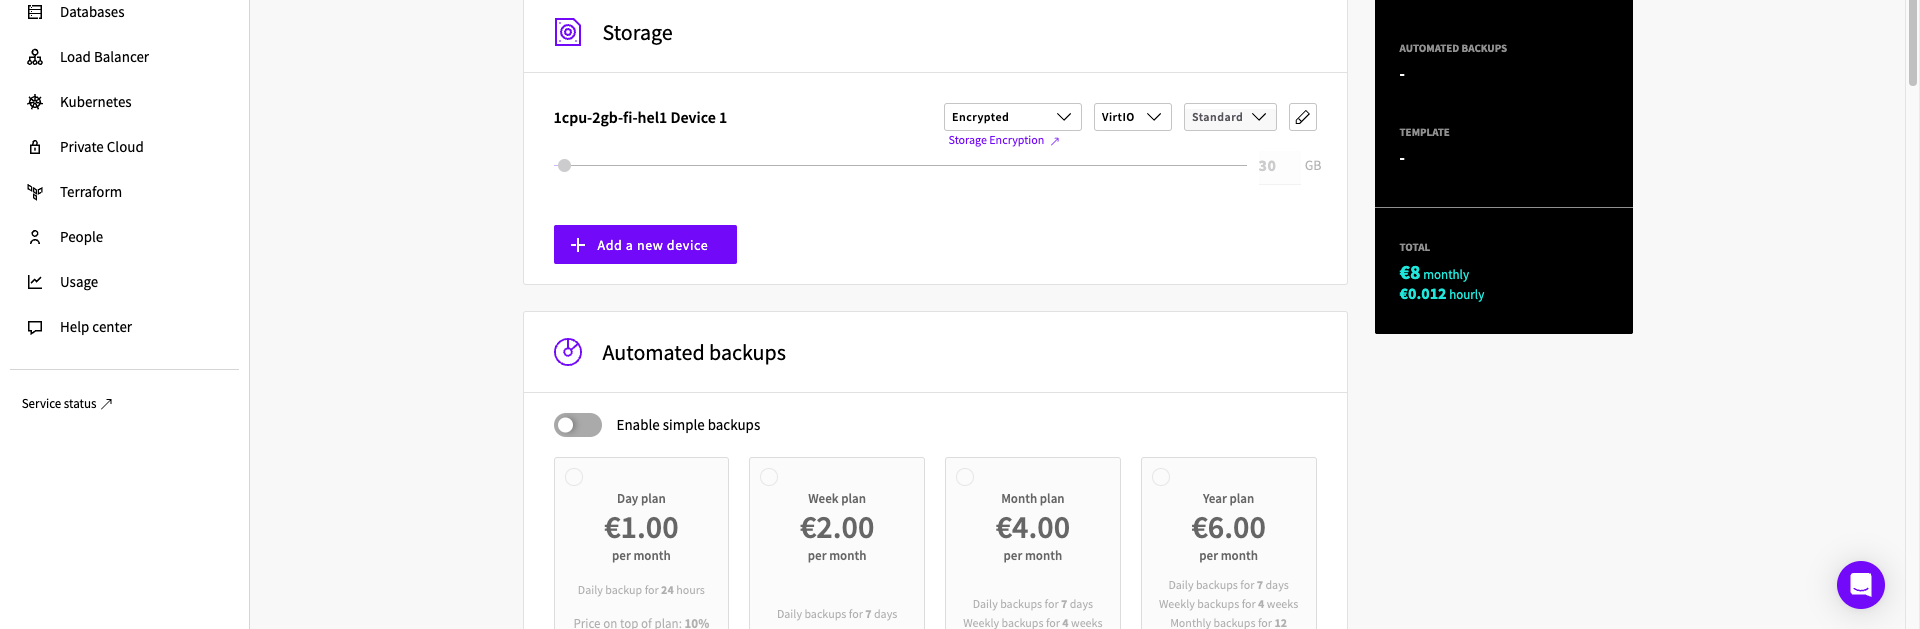 Databases
Load Balancer
Kubernetes
Private Cloud
Terraform
People
Usage
Help center
Service status
Storage
1cpu-2gb-fi-hel1 Device 1
Encrypted
VirtIO
Standard
Storage Encryption
30 GB
Add a new device
Automated backups
Enable simple backups
Day plan
€1.00
per month
Daily backup for 24 hours
Price on top of plan: 10%
Week plan
€2.00
per month
Daily backups for 7 days
Month plan
€4.00
per month
Daily backups for 7 days
Weekly backups for 4 weeks
Year plan
€6.00
per month
Daily backups for 7 days
Weekly backups for 4 weeks
Monthly backups for 12
AUTOMATED BACKUPS
-
TEMPLATE
-
TOTAL
€8 monthly
€0.012 hourly